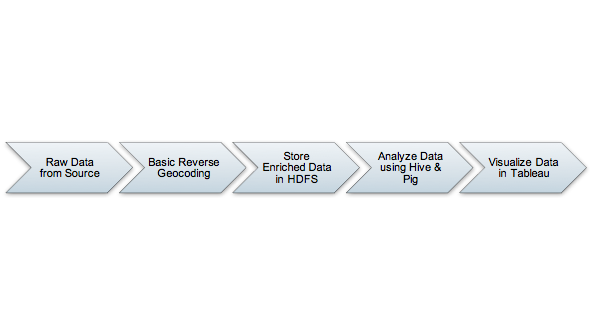 Raw Data
from Source
Basic Reverse
Geocoding
Store
Enriched Data
in HDFS
Analyze Data
using Hive &
Pig
Visualize Data
in Tableau